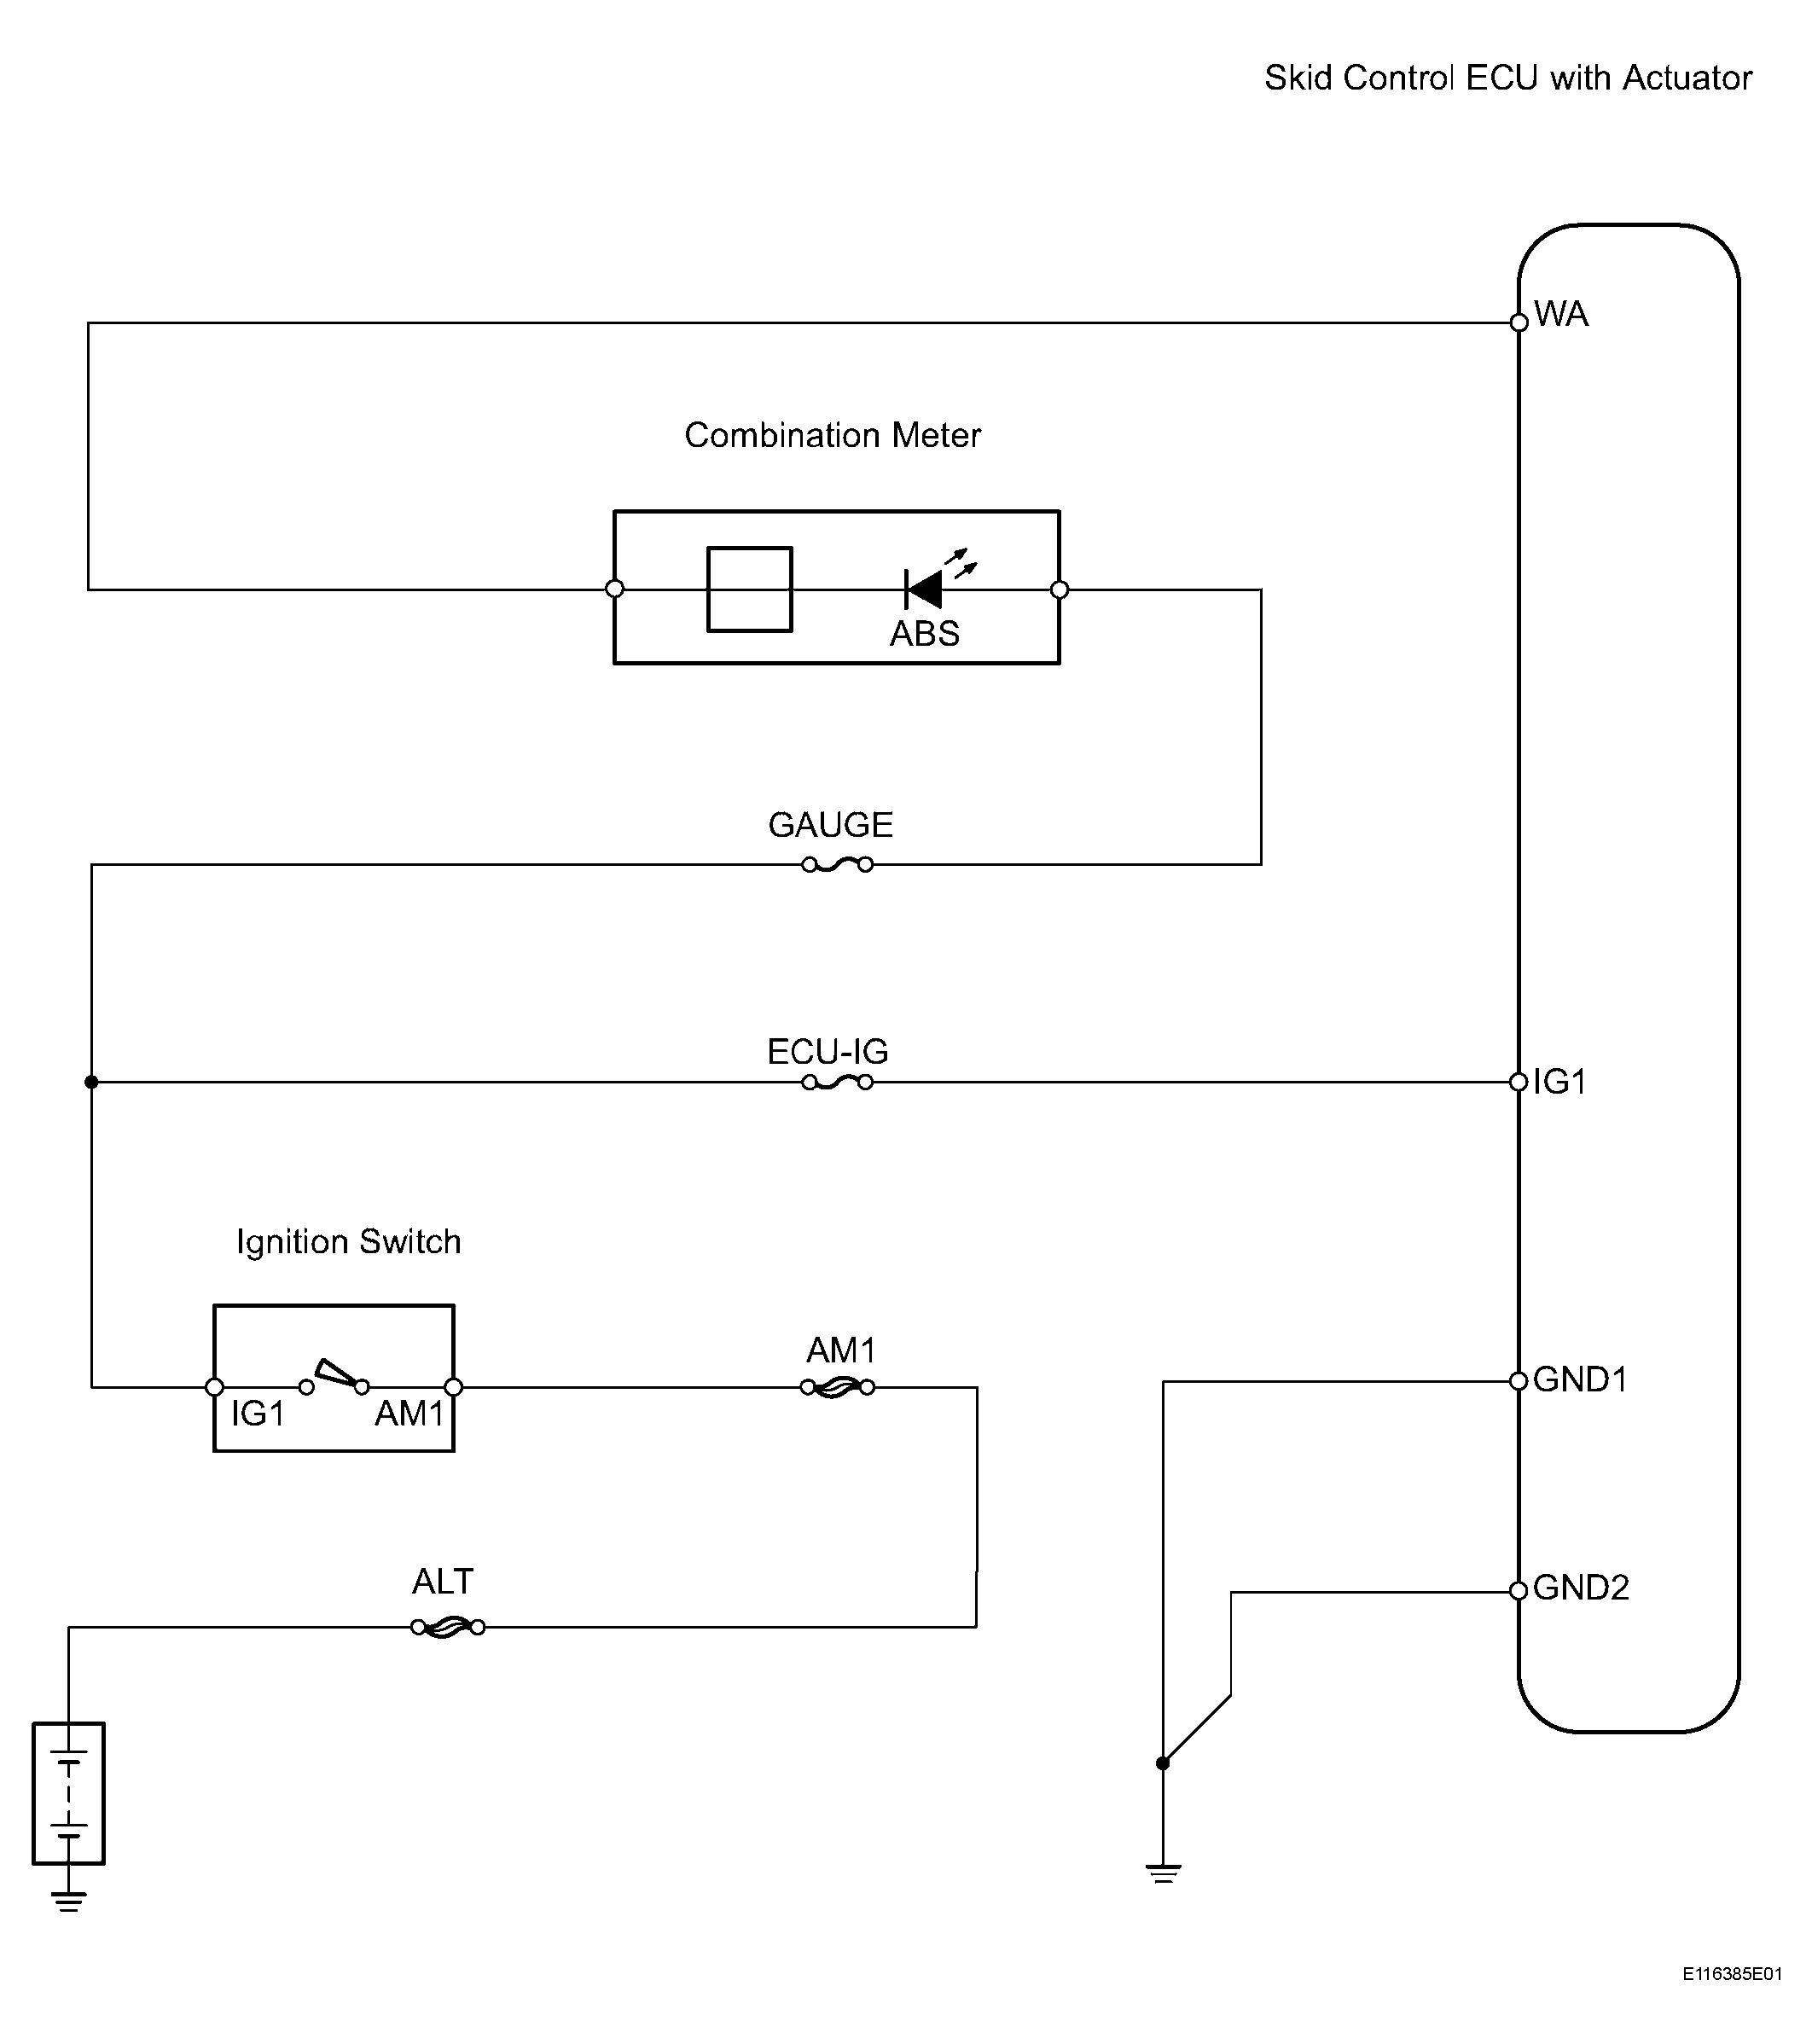 Skid Control ECU with Actuator
WA
Combination Meter
ABS
GAUGE
ECU-IG
IG1
Ignition Switch
AM1
IG1
AM1
GND1
ALT
GND2
E116385E01